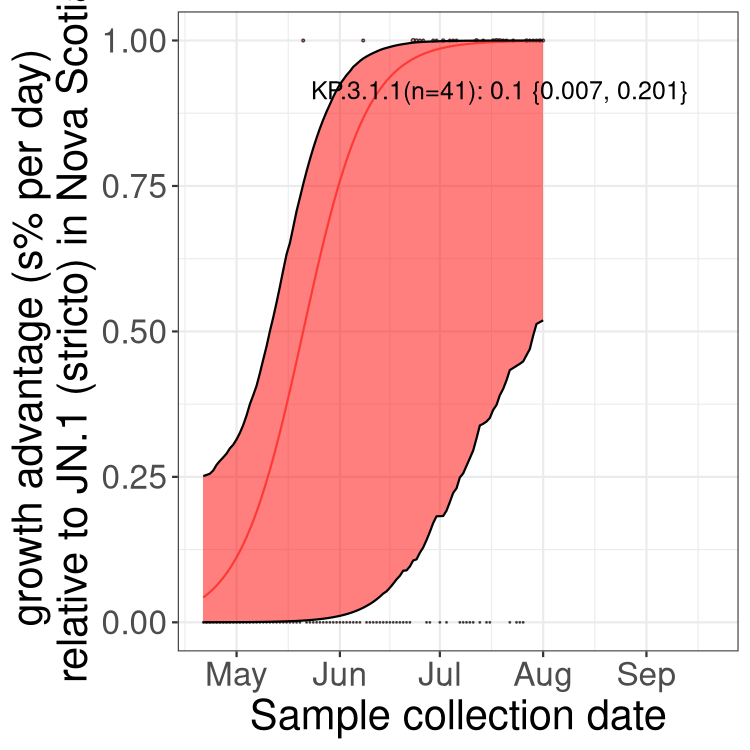 growth advantage (s% per day)
relative to JN.1 (stricto) in Nova Scotia
1.00
0.75
0.50
0.25
0.00
KP.3.1.1(n=41): 0.1 {0.007, 0.201}
May Jun Jul Aug Sep
Sample collection date